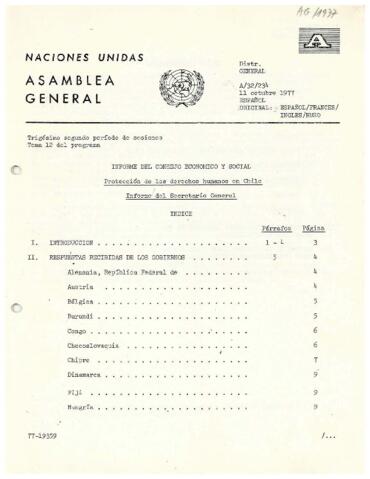 AG/1977
A
NACIONES UNIDAS
ASAMBLEA
GENERAL
Distr.
GENERAL
A/32/234
11 octubre 1977
ESPAÑOL
ORIGINAL: ESPAÑOL/FRANCES/
INGLES/RUSO
Trigésimo segundo período de sesiones
Tema 12 del programa
INFORME DEL CONSEJO ECONOMICO Y SOCIAL
Protección de los derechos humanos en Chile
Informe del Secretario General
INDICE
Párrafos Página
I. INTRODUCCION . . . . . . . . . . . . . . . . . . . . 1 - 4 3
II. RESPUESTAS RECIBIDAS DE LOS GOBIERNOS . . . . . . . . 5 4
Alemania, República Federal de . . . . . . . . . . . 4
Austria . . . . . . . . . . . . . . . . . . . . 4
Bélgica . . . . . . . . . . . . . . . . . . . . 5
Burundi . . . . . . . . . . . . . . . . . . . . 5
Congo . . . . . . . . . . . . . . . . . . . . . 6
Checoslovaquia . . . . . . . . . . . . . . . . . 6
Chipre . . . . . . . . . . . . . . . . . . . . . 7
Dinamarca . . . . . . . . . . . . . . . . . . . 9
Fiji . . . . . . . . . . . . . . . . . . . . . . 9
Hungría . . . . . . . . . . . . . . . . . . . . 9
77-19359 /...